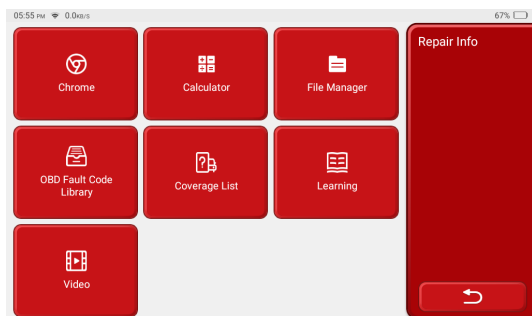 05:55 PM 0.0KB/S 67%
Chrome
Calculator
File Manager
Repair Info
OBD Fault Code
Library
Coverage List
Learning
Video